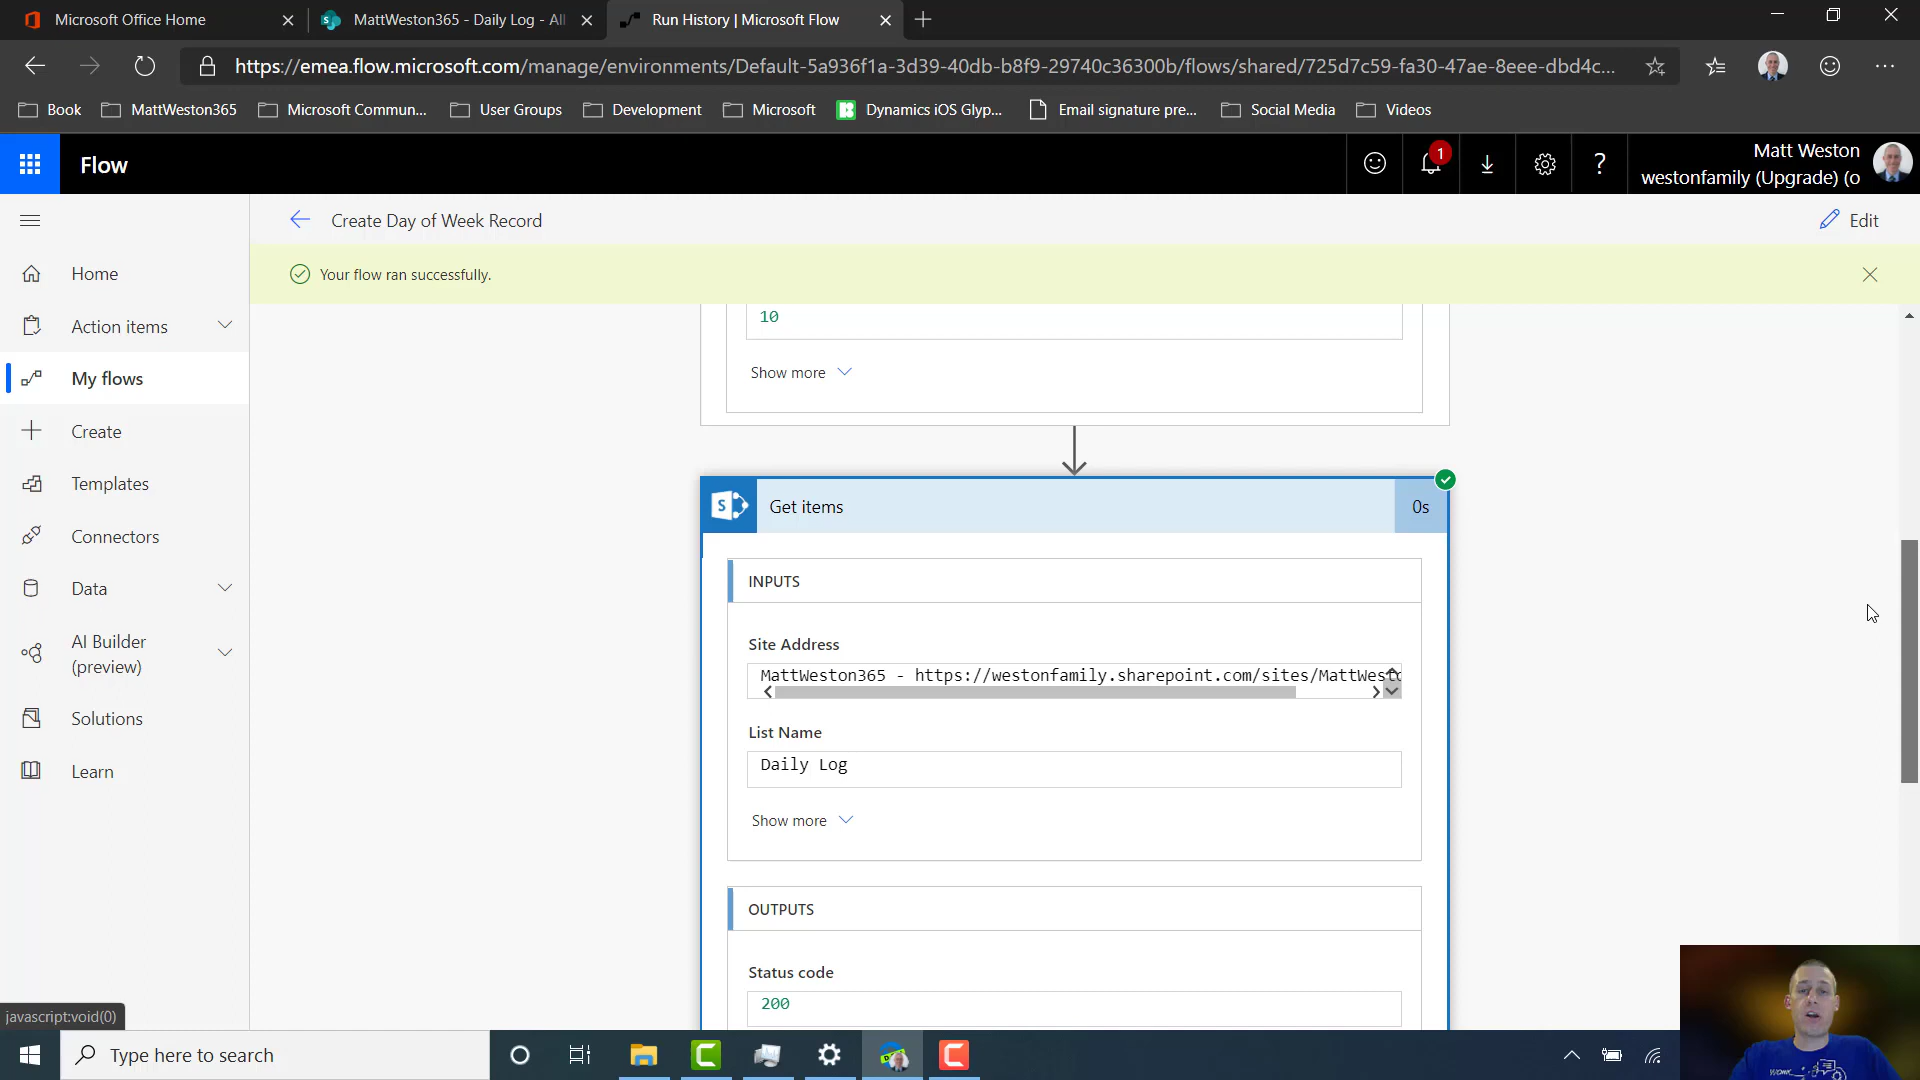 Microsoft Office Home
MattWeston365 - Daily Log - All
Run History | Microsoft Flow
https://emea.flow.microsoft.com/manage/environments/Default-5a936f1a-3d39-40db-b8f9-29740c36300b/flows/shared/725d7c59-fa30-47ae-8eee-dbd4c...
Book
MattWeston365
Microsoft Commun...
User Groups
Development
Microsoft
Dynamics iOS Glyp...
Email signature pre...
Social Media
Videos
Flow
1
?
Matt Weston
westonfamily (Upgrade) (o
Create Day of Week Record
Edit
Your flow ran successfully.
Home
Action items
My flows
Create
Templates
Connectors
Data
AI Builder
(preview)
Solutions
Learn
10
Show more
S
Get items
0s
INPUTS
Site Address
MattWeston365 - https://westonfamily.sharepoint.com/sites/MattWesto
List Name
Daily Log
Show more
OUTPUTS
Status code
200
javascript:void(0)
Type here to search